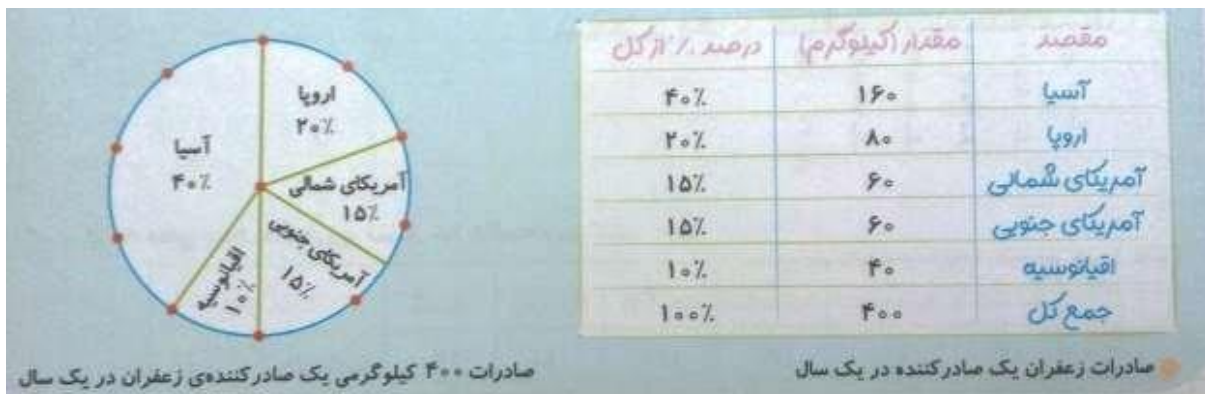 مقصد مقدار (کیلوگرم) درصد ٪ از کل
آسیا ۱۶۰ ۴۰٪
اروپا ۸۰ ۲۰٪
آمریکای شمالی ۶۰ ۱۵٪
آمریکای جنوبی ۶۰ ۱۵٪
اقیانوسیه ۴۰ ۱۰٪
جمع کل ۴۰۰ ۱۰۰٪
صادرات زعفران یک صادرکننده در یک سال
اروپا
۲۰٪
آسیا
۴۰٪
آمریکای شمالی
۱۵٪
آمریکای جنوبی
۱۵٪
اقیانوسیه
۱۰٪
صادرات ۴۰۰ کیلوگرمی یک صادرکننده‌ی زعفران در یک سال